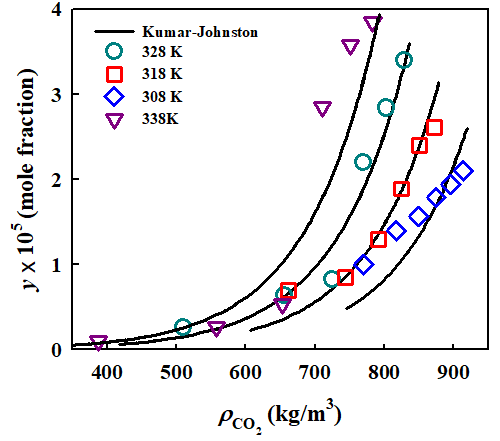 4
3
2
1
0
y x 10⁵ (mole fraction)
Kumar-Johnston
328 K
318 K
308 K
338K
400 500 600 700 800 900
ρCO₂ (kg/m³)